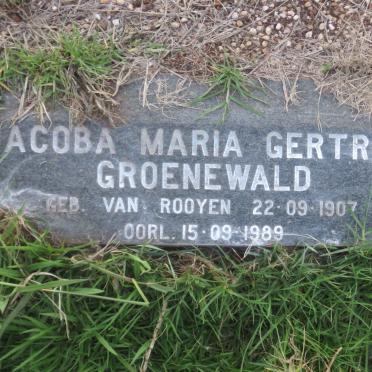 ACOBA MARIA GERTR
GROENEWALD
GEB. VAN ROOYEN 22·09·1907
OORL. 15·09·1989